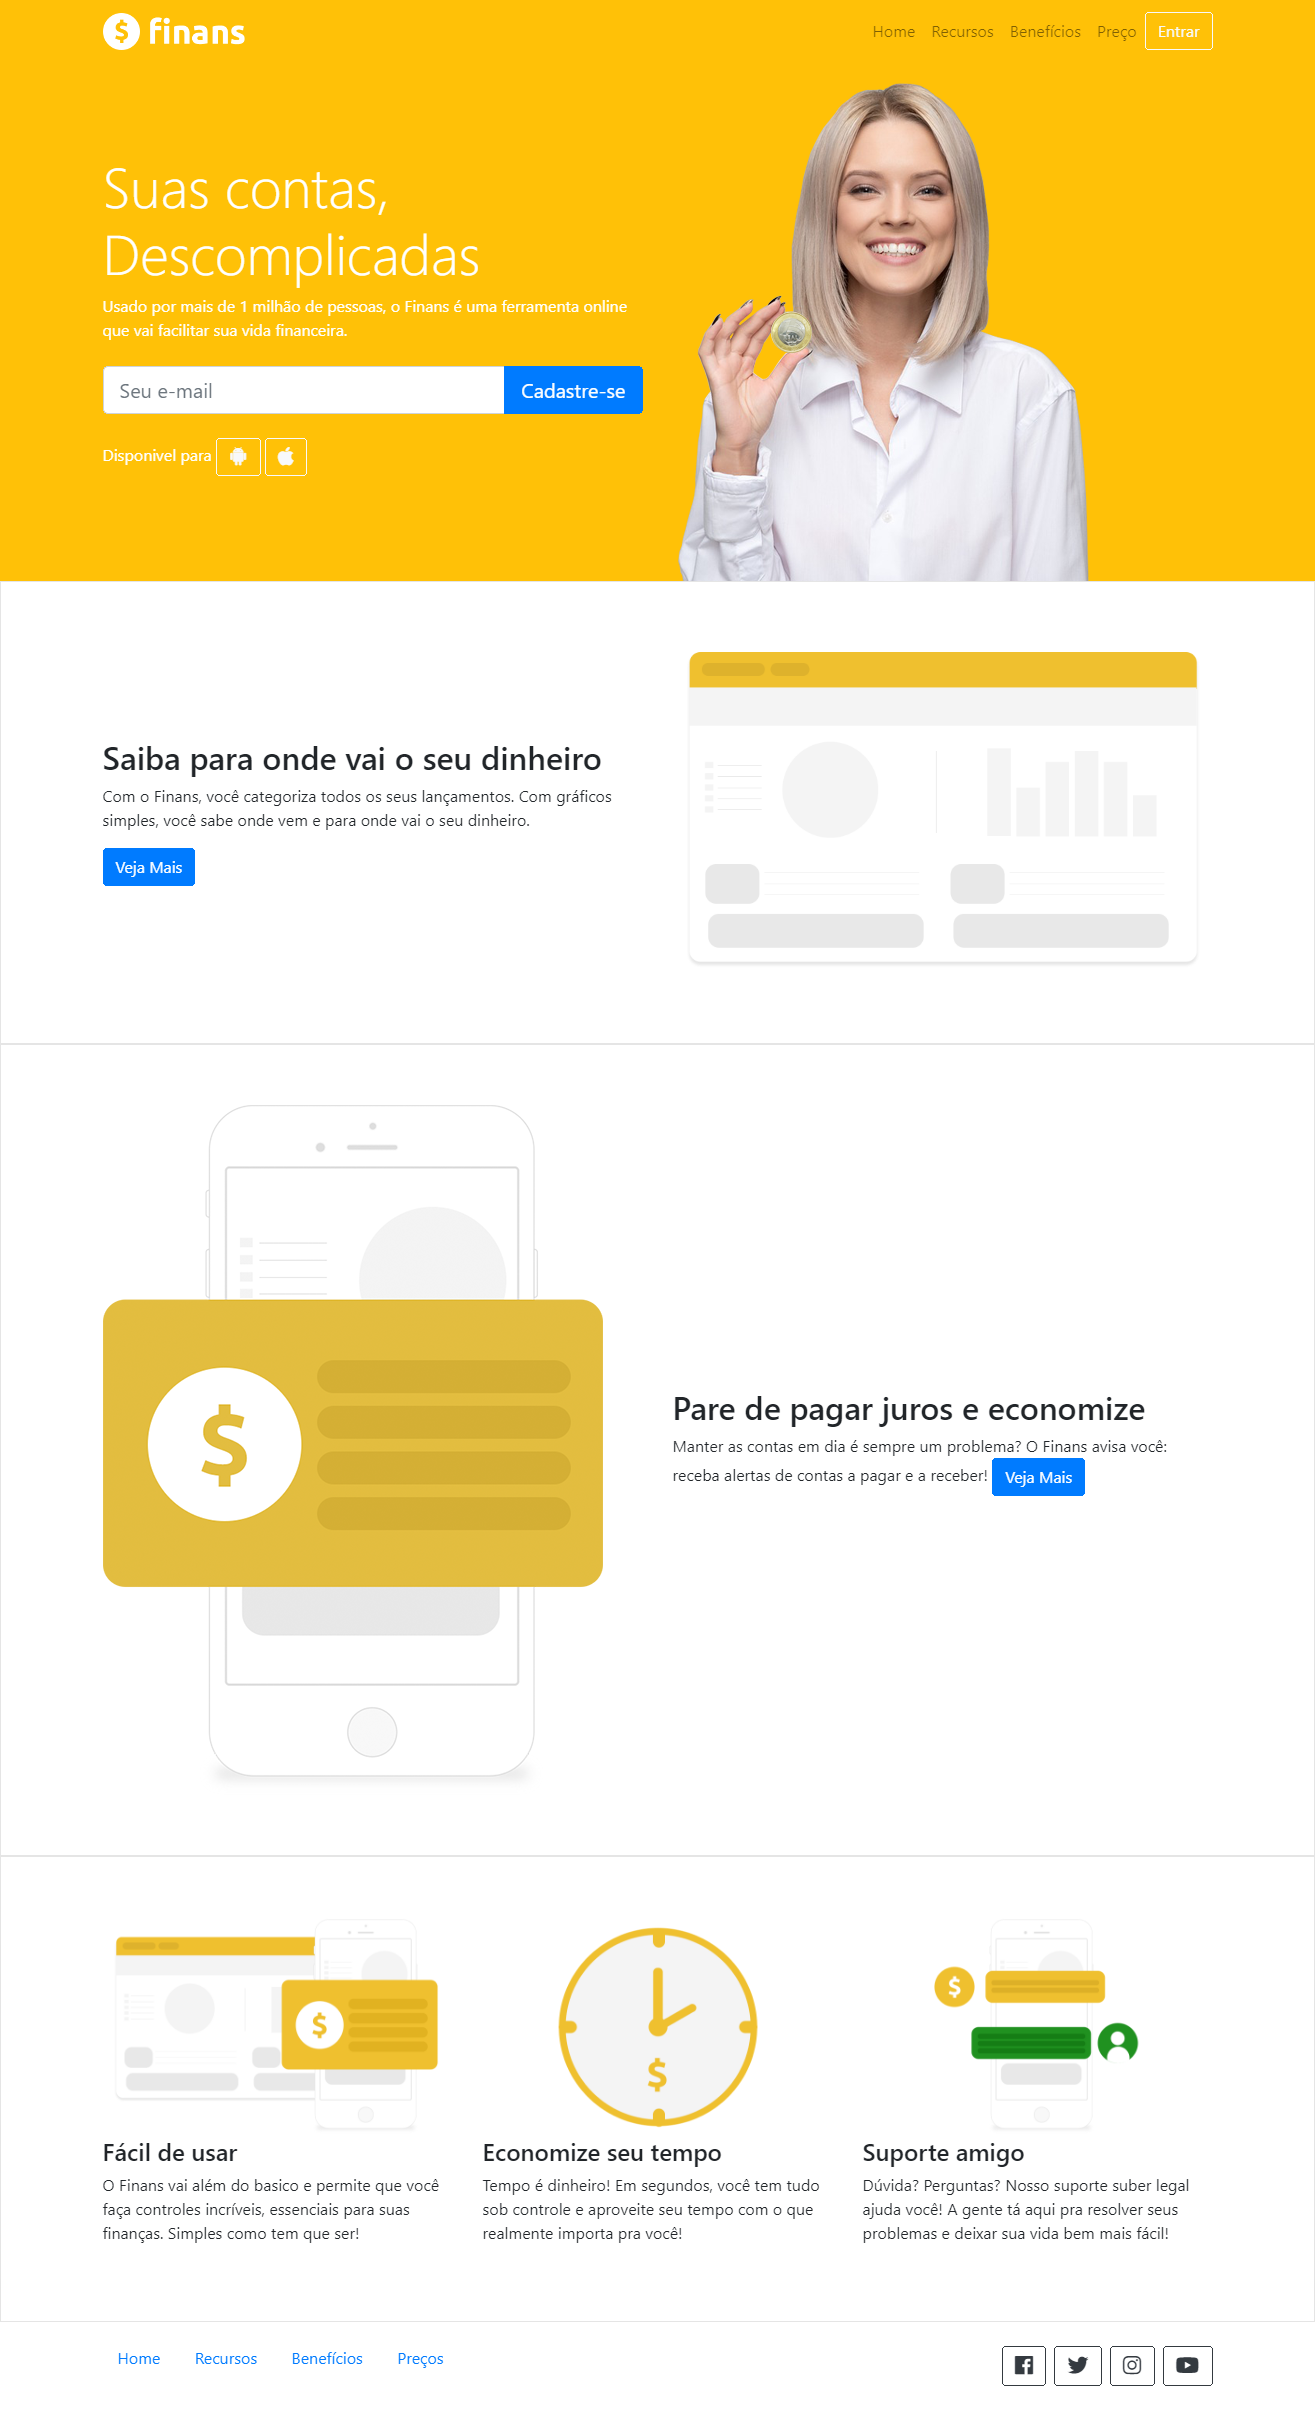 finans
Home Recursos Benefícios Preço Entrar
Suas contas,
Descomplicadas
Usado por mais de 1 milhão de pessoas, o Finans é uma ferramenta online
que vai facilitar sua vida financeira.
Seu e-mail Cadastre-se
Disponivel para
Saiba para onde vai o seu dinheiro
Com o Finans, você categoriza todos os seus lançamentos. Com gráficos
simples, você sabe onde vem e para onde vai o seu dinheiro.
Veja Mais
Pare de pagar juros e economize
Manter as contas em dia é sempre um problema? O Finans avisa você:
receba alertas de contas a pagar e a receber! Veja Mais
Fácil de usar
O Finans vai além do basico e permite que você
faça controles incríveis, essenciais para suas
finanças. Simples como tem que ser!
Economize seu tempo
Tempo é dinheiro! Em segundos, você tem tudo
sob controle e aproveite seu tempo com o que
realmente importa pra você!
Suporte amigo
Dúvida? Perguntas? Nosso suporte suber legal
ajuda você! A gente tá aqui pra resolver seus
problemas e deixar sua vida bem mais fácil!
Home Recursos Benefícios Preços